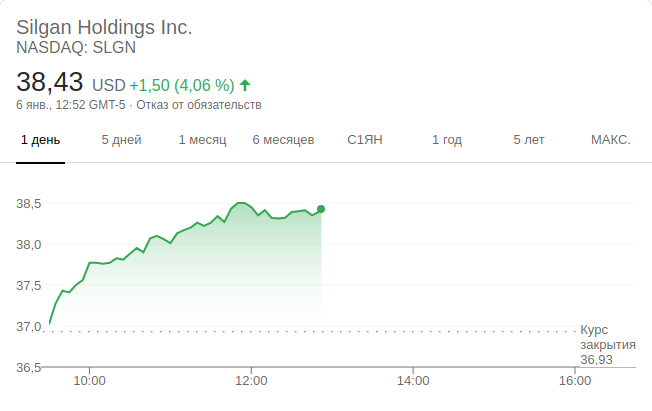 Silgan Holdings Inc.
NASDAQ: SLGN
38,43 USD +1,50 (4,06 %)
6 янв., 12:52 GMT-5 · Отказ от обязательств
1 день 5 дней 1 месяц 6 месяцев С1ЯН 1 год 5 лет МАКС.
38,5
38,0
37,5
37,0
Курс
закрытия
36,93
36,5
10:00 12:00 14:00 16:00